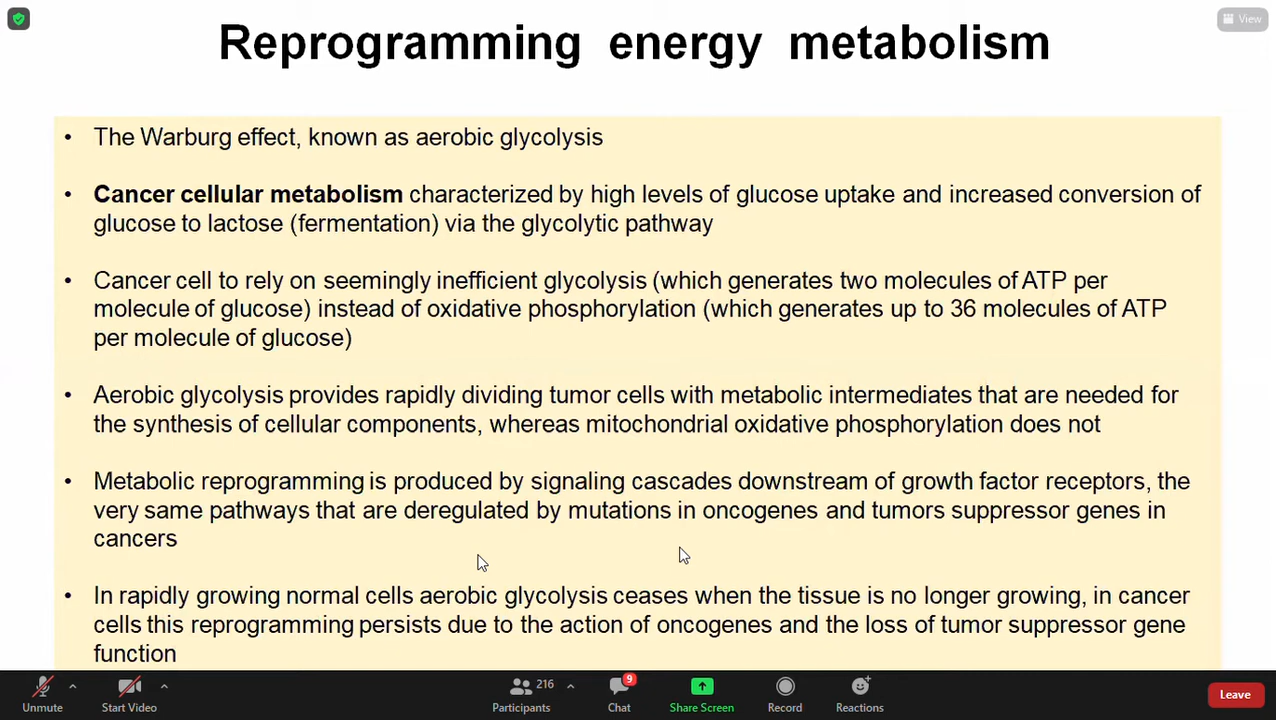 View
Reprogramming energy metabolism
• The Warburg effect, known as aerobic glycolysis
• Cancer cellular metabolism characterized by high levels of glucose uptake and increased conversion of
glucose to lactose (fermentation) via the glycolytic pathway
• Cancer cell to rely on seemingly inefficient glycolysis (which generates two molecules of ATP per
molecule of glucose) instead of oxidative phosphorylation (which generates up to 36 molecules of ATP
per molecule of glucose)
• Aerobic glycolysis provides rapidly dividing tumor cells with metabolic intermediates that are needed for
the synthesis of cellular components, whereas mitochondrial oxidative phosphorylation does not
• Metabolic reprogramming is produced by signaling cascades downstream of growth factor receptors, the
very same pathways that are deregulated by mutations in oncogenes and tumors suppressor genes in
cancers
• In rapidly growing normal cells aerobic glycolysis ceases when the tissue is no longer growing, in cancer
cells this reprogramming persists due to the action of oncogenes and the loss of tumor suppressor gene
function
216
9
Unmute Start Video Participants Chat Share Screen Record Reactions Leave